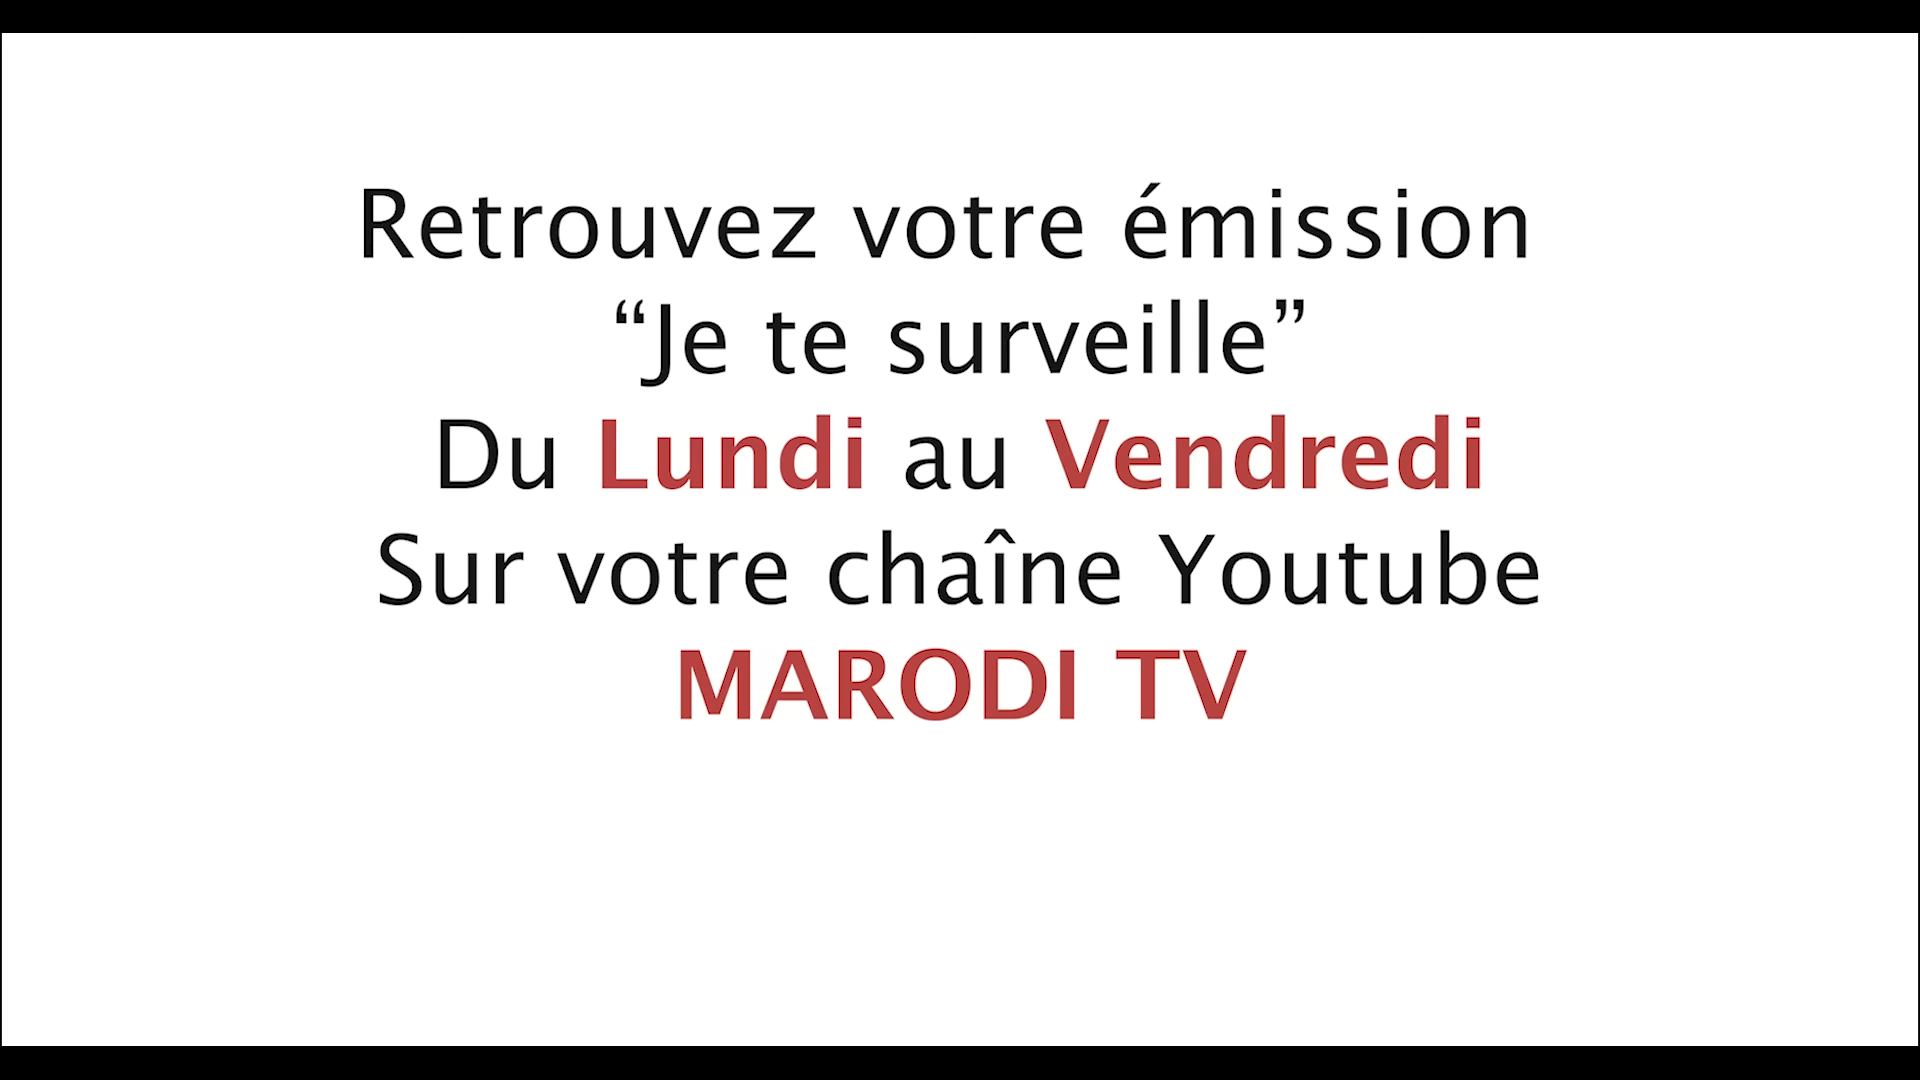 Retrouvez votre émission
“Je te surveille”
Du Lundi au Vendredi
Sur votre chaîne Youtube
MARODI TV